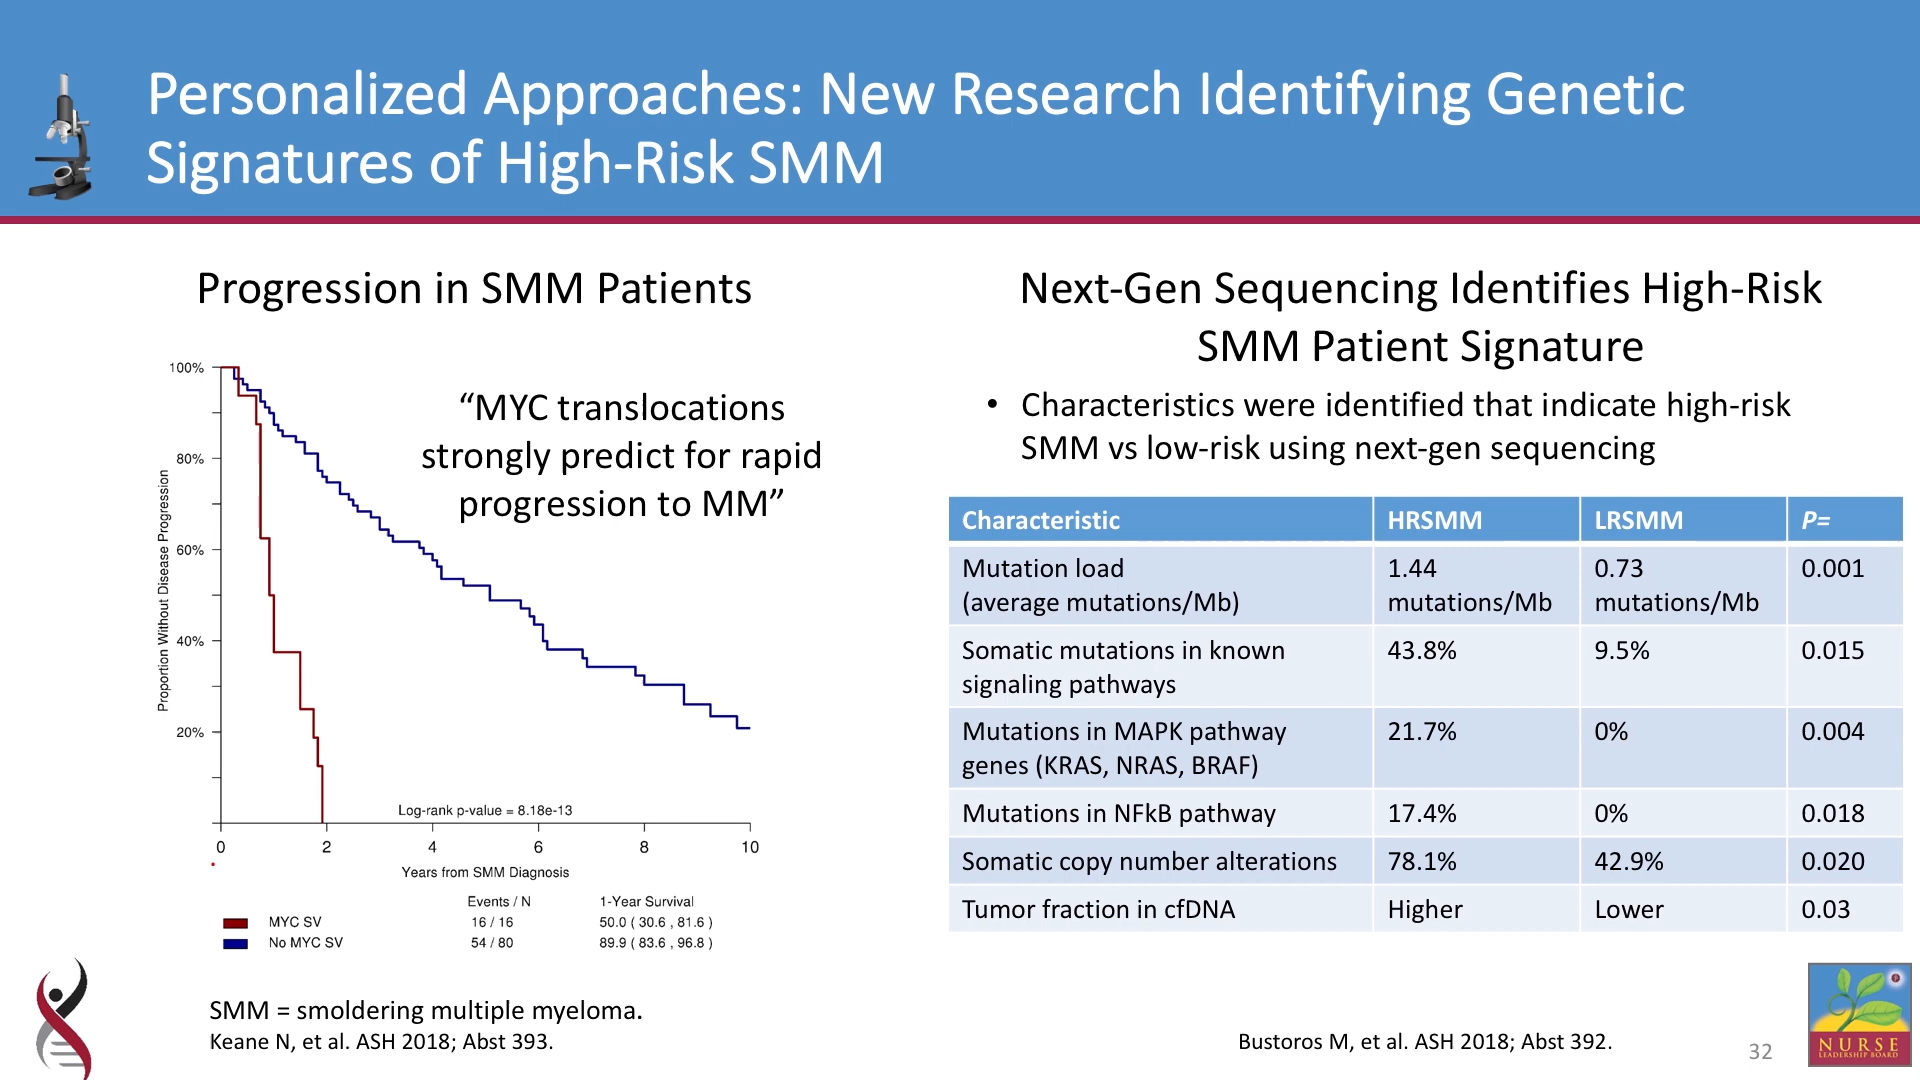 Personalized Approaches: New Research Identifying Genetic
Signatures of High-Risk SMM
Progression in SMM Patients
100%
80%
60%
40%
20%
Proportion Without Disease Progression
“MYC translocations
strongly predict for rapid
progression to MM”
Log-rank p-value = 8.18e-13
0 2 4 6 8 10
Years from SMM Diagnosis
Events / N 1-Year Survival
MYC SV 16 / 16 50.0 ( 30.6 , 81.6 )
No MYC SV 54 / 80 89.9 ( 83.6 , 96.8 )
SMM = smoldering multiple myeloma.
Keane N, et al. ASH 2018; Abst 393.
Next-Gen Sequencing Identifies High-Risk
SMM Patient Signature
• Characteristics were identified that indicate high-risk
SMM vs low-risk using next-gen sequencing
Characteristic HRSMM LRSMM P=
Mutation load 1.44 0.73 0.001
(average mutations/Mb) mutations/Mb mutations/Mb
Somatic mutations in known 43.8% 9.5% 0.015
signaling pathways
Mutations in MAPK pathway 21.7% 0% 0.004
genes (KRAS, NRAS, BRAF)
Mutations in NFkB pathway 17.4% 0% 0.018
Somatic copy number alterations 78.1% 42.9% 0.020
Tumor fraction in cfDNA Higher Lower 0.03
Bustoros M, et al. ASH 2018; Abst 392.
32
NURSE
LEADERSHIP BOARD